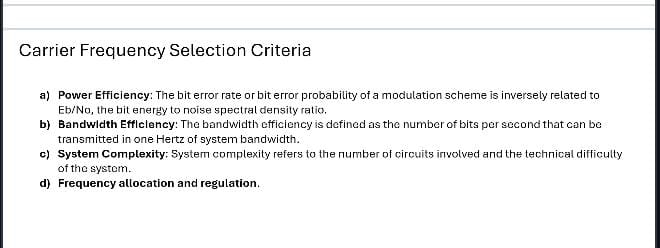 Carrier Frequency Selection Criteria
a) Power Efficiency: The bit error rate or bit error probability of a modulation scheme is inversely related to
Eb/No, the bit energy to noise spectral density ratio.
b) Bandwidth Efficiency: The bandwidth efficiency is defined as the number of bits per second that can be
transmitted in one Hertz of system bandwidth.
c) System Complexity: System complexity refers to the number of circuits involved and the technical difficulty
of the system.
d) Frequency allocation and regulation.